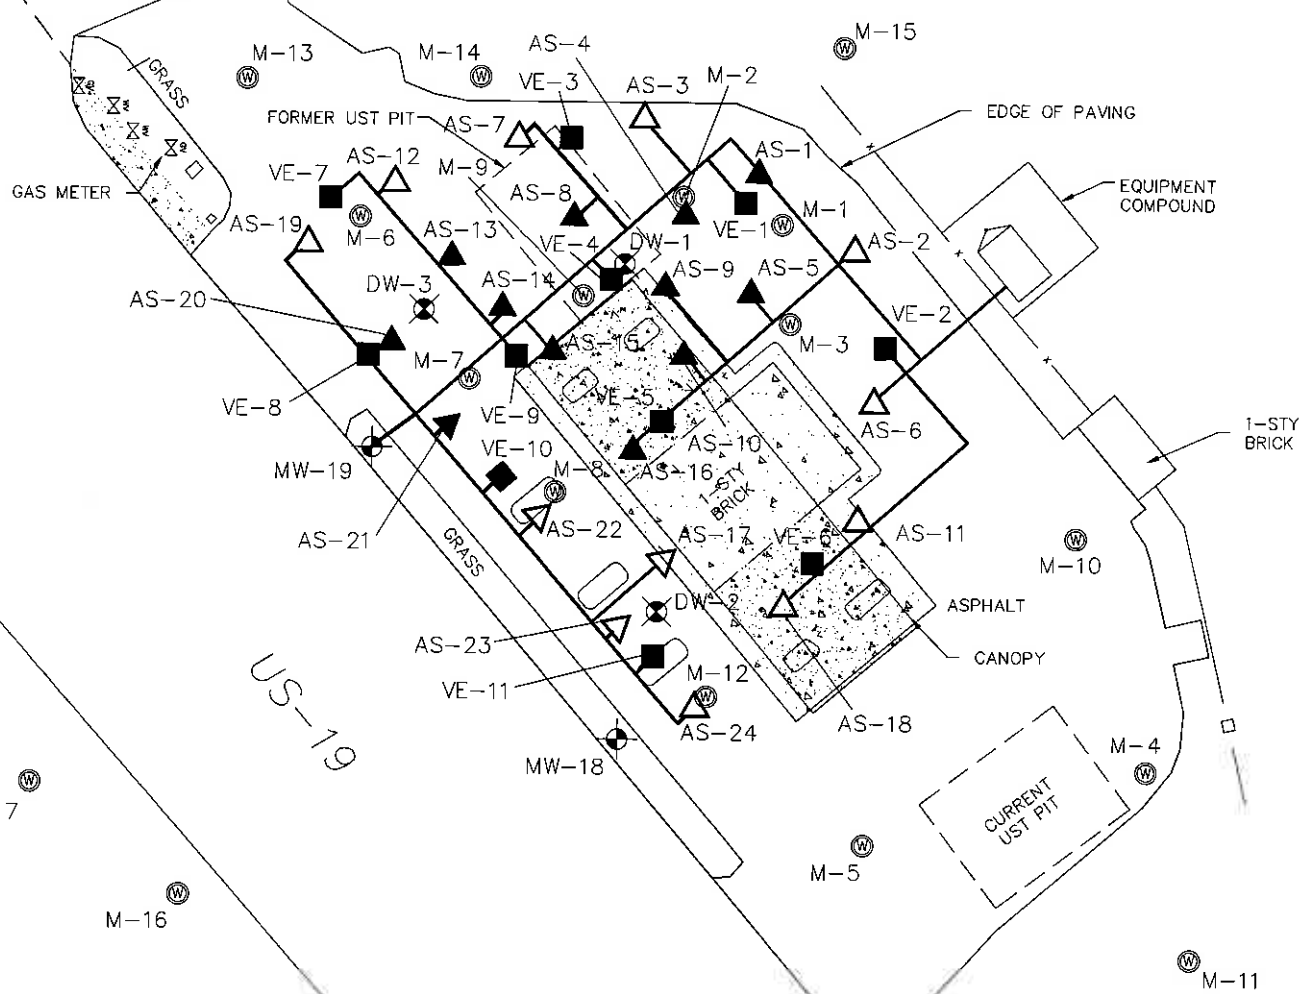 M-15
AS-4
M-13
M-14
M-2
VE-3
AS-3
GRASS
EDGE OF PAVING
FORMER UST PIT
AS-7
AS-1
M-9
AS-12
VE-7
GAS METER
AS-8
EQUIPMENT
COMPOUND
M-1
AS-19
M-6
AS-13
VE-4
DW-1
VE-1
AS-2
AS-14
AS-9
AS-5
DW-3
AS-20
VE-2
M-7
AS-15
M-3
VE-5
VE-8
VE-9
AS-6
1-STY
BRICK
AS-10
MW-19
VE-10
M-8
AS-16
1-STY
BRICK
AS-21
GRASS
AS-22
AS-17
VE-6
AS-11
M-10
DW-2
ASPHALT
AS-23
CANOPY
M-12
VE-11
US-19
AS-24
AS-18
MW-18
M-4
CURRENT
UST PIT
7
M-5
M-16
M-11